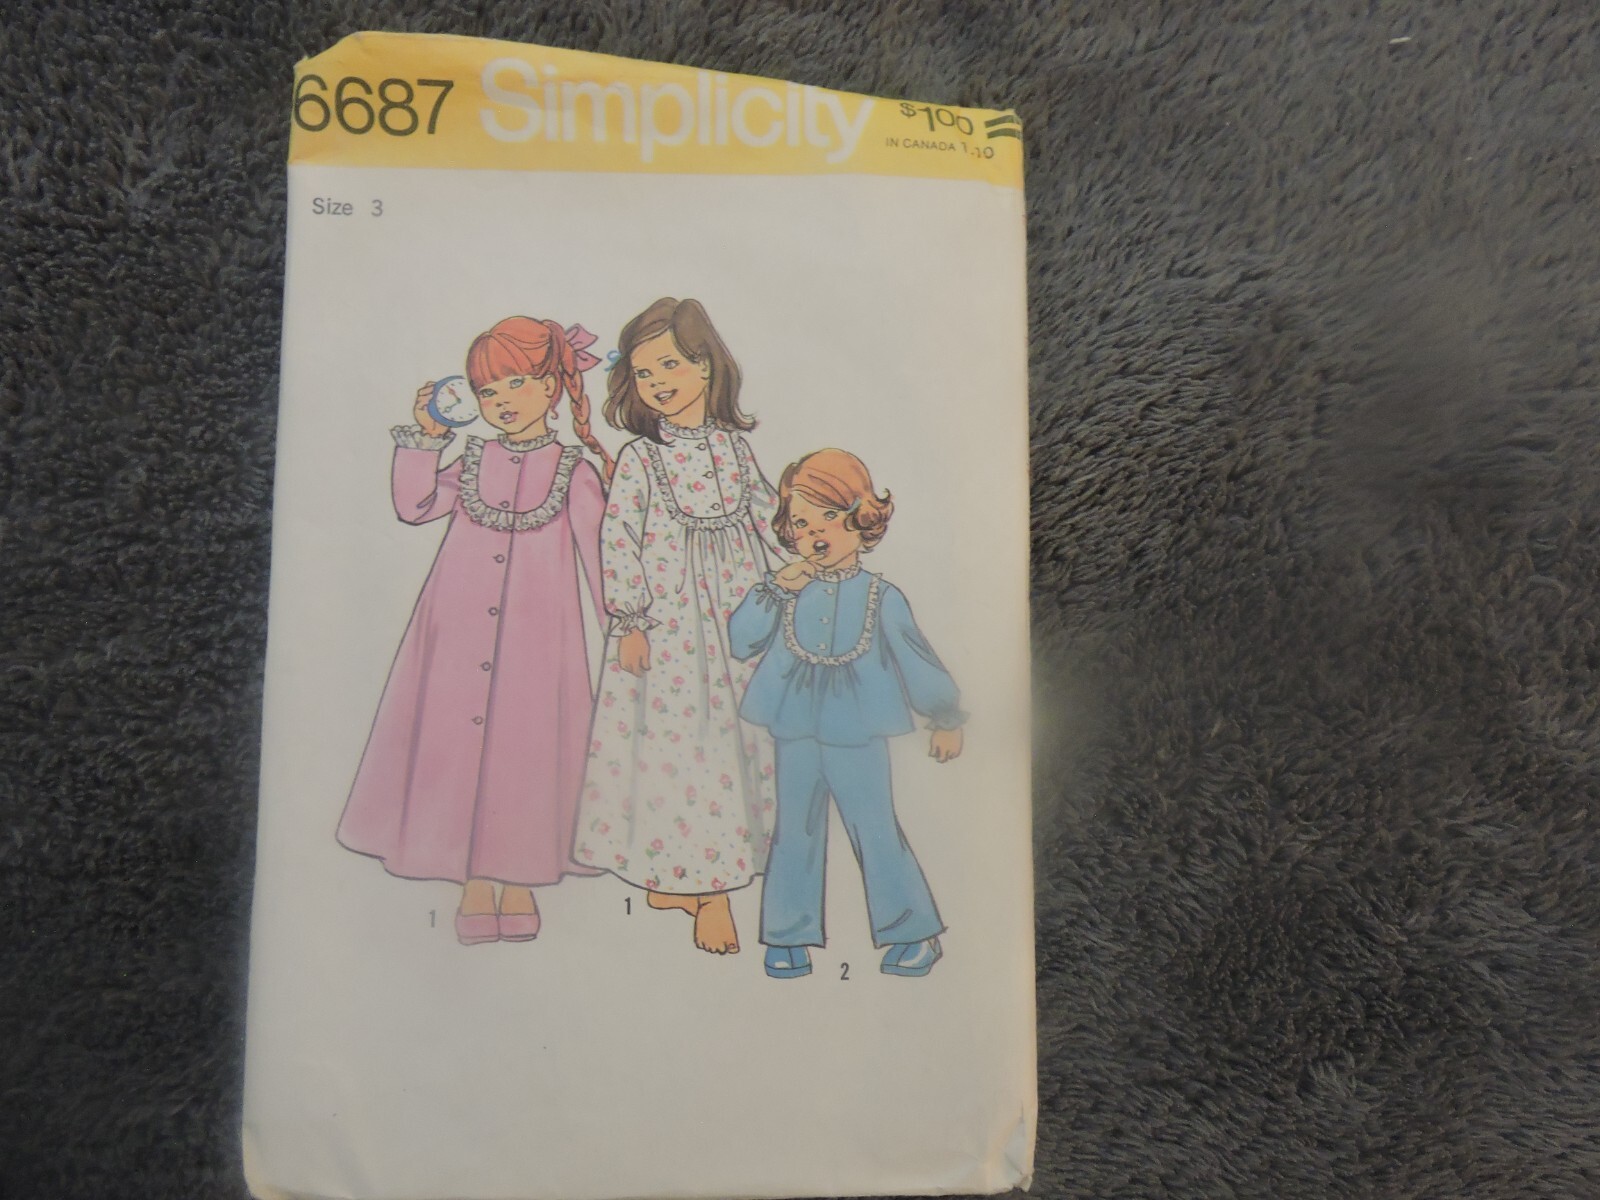 6687 Simplicity $1.00
IN CANADA 1.10
Size 3
1
1
2